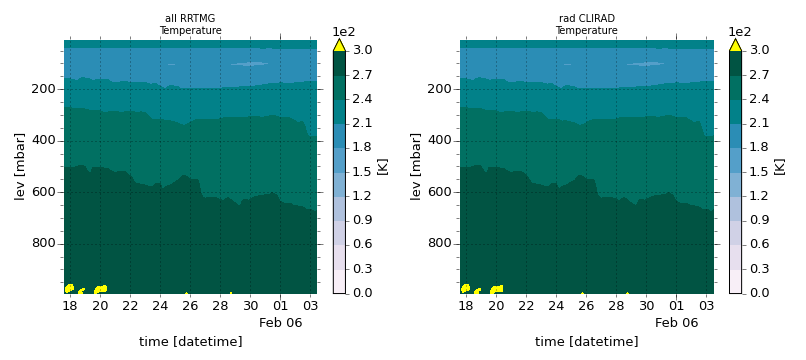 all RRTMG
Temperature
1e2
3.0
2.7
2.4
2.1
1.8
1.5
1.2
0.9
0.6
0.3
0.0
[K]
200
400
600
800
lev [mbar]
18 20 22 24 26 28 30 01 03
Feb 06
time [datetime]
rad CLIRAD
Temperature
1e2
3.0
2.7
2.4
2.1
1.8
1.5
1.2
0.9
0.6
0.3
0.0
[K]
200
400
600
800
lev [mbar]
18 20 22 24 26 28 30 01 03
Feb 06
time [datetime]